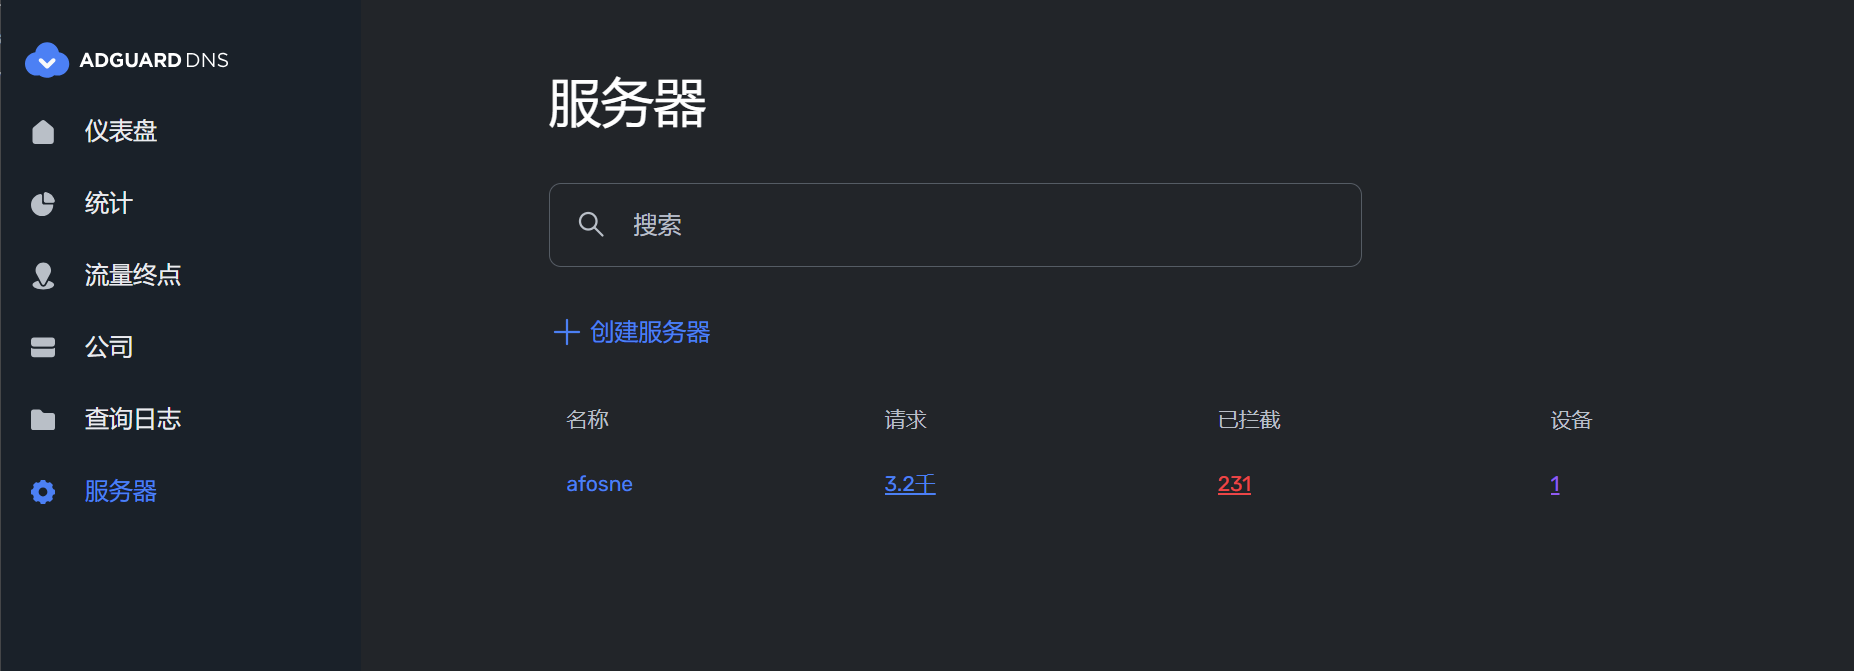 ADGUARD DNS
仪表盘
统计
流量终点
公司
查询日志
服务器
服务器
搜索
创建服务器
名称 请求 已拦截 设备
afosne 3.2千 231 1